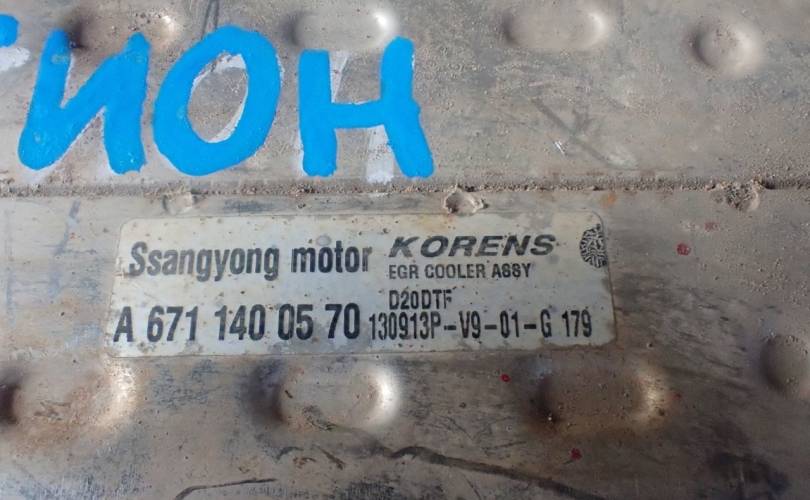 ИОН
Ssangyong motor KORENS
EGR COOLER ASSY
D20DTF
A 671 140 05 70 130913P-V9-01-G 179